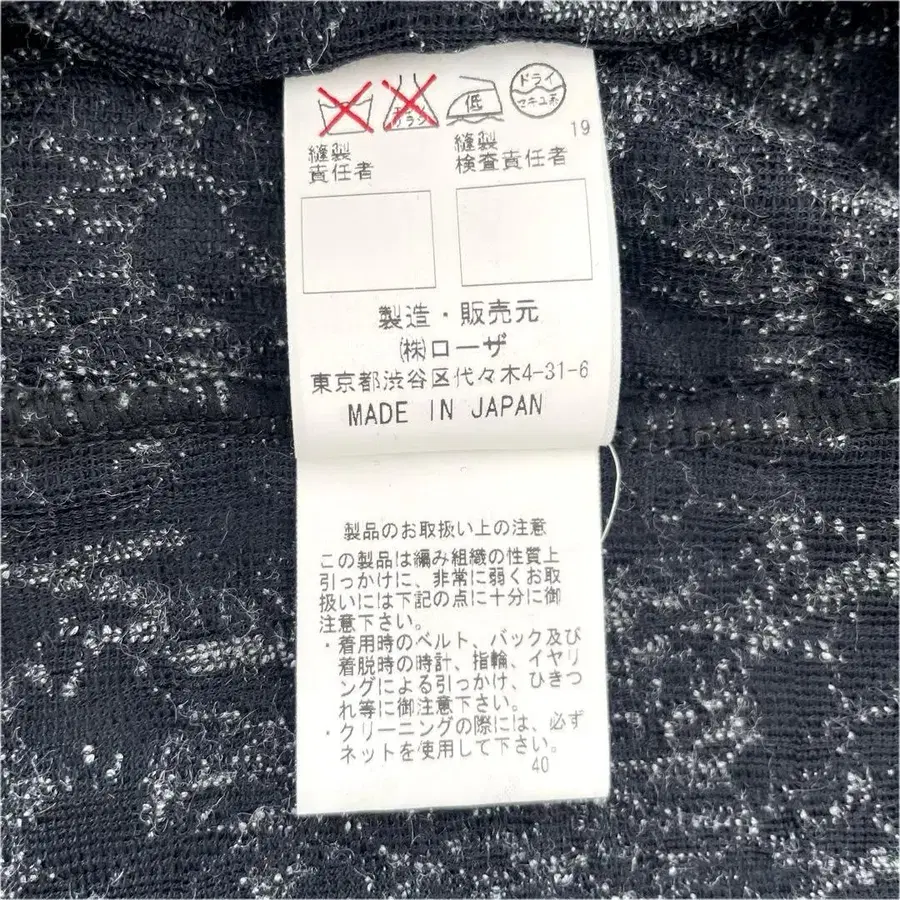 エンソ
サラシ
低
ドライ
セキユ系
19
縫製
責任者
縫製
検査責任者
製造・販売元
㈱ローザ
東京都渋谷区代々木4-31-6
MADE IN JAPAN
製品のお取扱い上の注意
この製品は編み組織の性質上
引っかけに、非常に弱くお取
扱いには下記の点に十分に御
注意下さい。
・着用時のベルト、バック及び
着脱時の時計、指輪、イヤリ
ングによる引っかけ、ひきつ
れ等に御注意下さい。
・クリーニングの際には、必ず
ネットを使用して下さい。
40